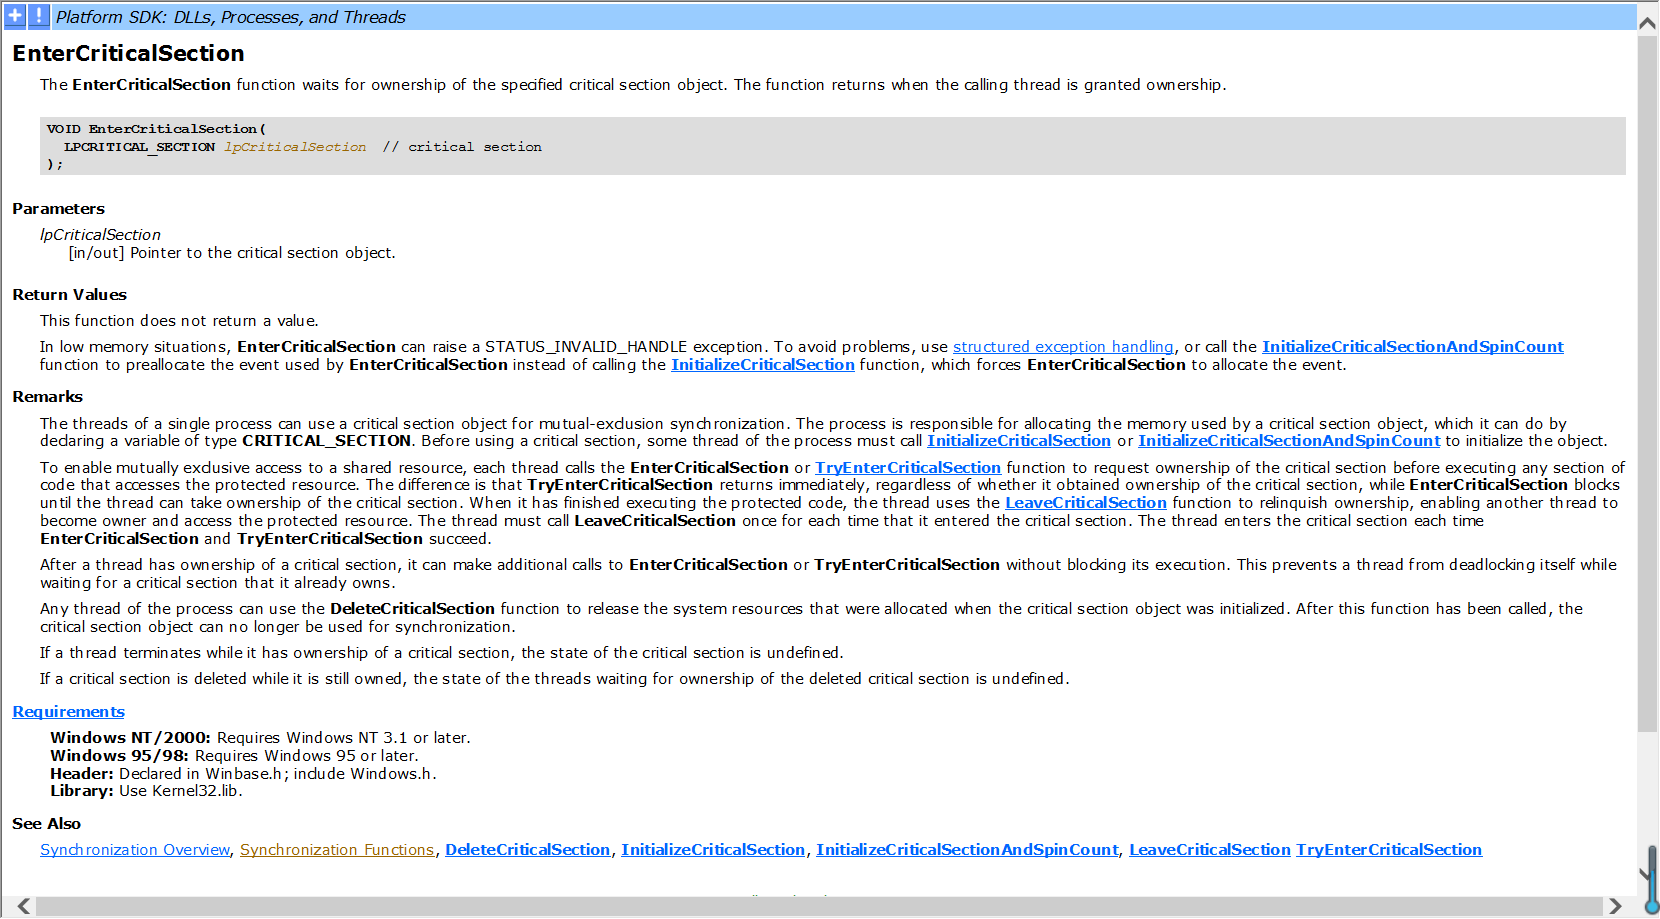 Platform SDK: DLLs, Processes, and Threads
EnterCriticalSection
The EnterCriticalSection function waits for ownership of the specified critical section object. The function returns when the calling thread is granted ownership.
VOID EnterCriticalSection(
LPCRITICAL_SECTION lpCriticalSection // critical section
);
Parameters
lpCriticalSection
[in/out] Pointer to the critical section object.
Return Values
This function does not return a value.
In low memory situations, EnterCriticalSection can raise a STATUS_INVALID_HANDLE exception. To avoid problems, use structured exception handling, or call the InitializeCriticalSectionAndSpinCount
function to preallocate the event used by EnterCriticalSection instead of calling the InitializeCriticalSection function, which forces EnterCriticalSection to allocate the event.
Remarks
The threads of a single process can use a critical section object for mutual-exclusion synchronization. The process is responsible for allocating the memory used by a critical section object, which it can do by
declaring a variable of type CRITICAL_SECTION. Before using a critical section, some thread of the process must call InitializeCriticalSection or InitializeCriticalSectionAndSpinCount to initialize the object.
To enable mutually exclusive access to a shared resource, each thread calls the EnterCriticalSection or TryEnterCriticalSection function to request ownership of the critical section before executing any section of
code that accesses the protected resource. The difference is that TryEnterCriticalSection returns immediately, regardless of whether it obtained ownership of the critical section, while EnterCriticalSection blocks
until the thread can take ownership of the critical section. When it has finished executing the protected code, the thread uses the LeaveCriticalSection function to relinquish ownership, enabling another thread to
become owner and access the protected resource. The thread must call LeaveCriticalSection once for each time that it entered the critical section. The thread enters the critical section each time
EnterCriticalSection and TryEnterCriticalSection succeed.
After a thread has ownership of a critical section, it can make additional calls to EnterCriticalSection or TryEnterCriticalSection without blocking its execution. This prevents a thread from deadlocking itself while
waiting for a critical section that it already owns.
Any thread of the process can use the DeleteCriticalSection function to release the system resources that were allocated when the critical section object was initialized. After this function has been called, the
critical section object can no longer be used for synchronization.
If a thread terminates while it has ownership of a critical section, the state of the critical section is undefined.
If a critical section is deleted while it is still owned, the state of the threads waiting for ownership of the deleted critical section is undefined.
Requirements
Windows NT/2000: Requires Windows NT 3.1 or later.
Windows 95/98: Requires Windows 95 or later.
Header: Declared in Winbase.h; include Windows.h.
Library: Use Kernel32.lib.
See Also
Synchronization Overview, Synchronization Functions, DeleteCriticalSection, InitializeCriticalSection, InitializeCriticalSectionAndSpinCount, LeaveCriticalSection TryEnterCriticalSection